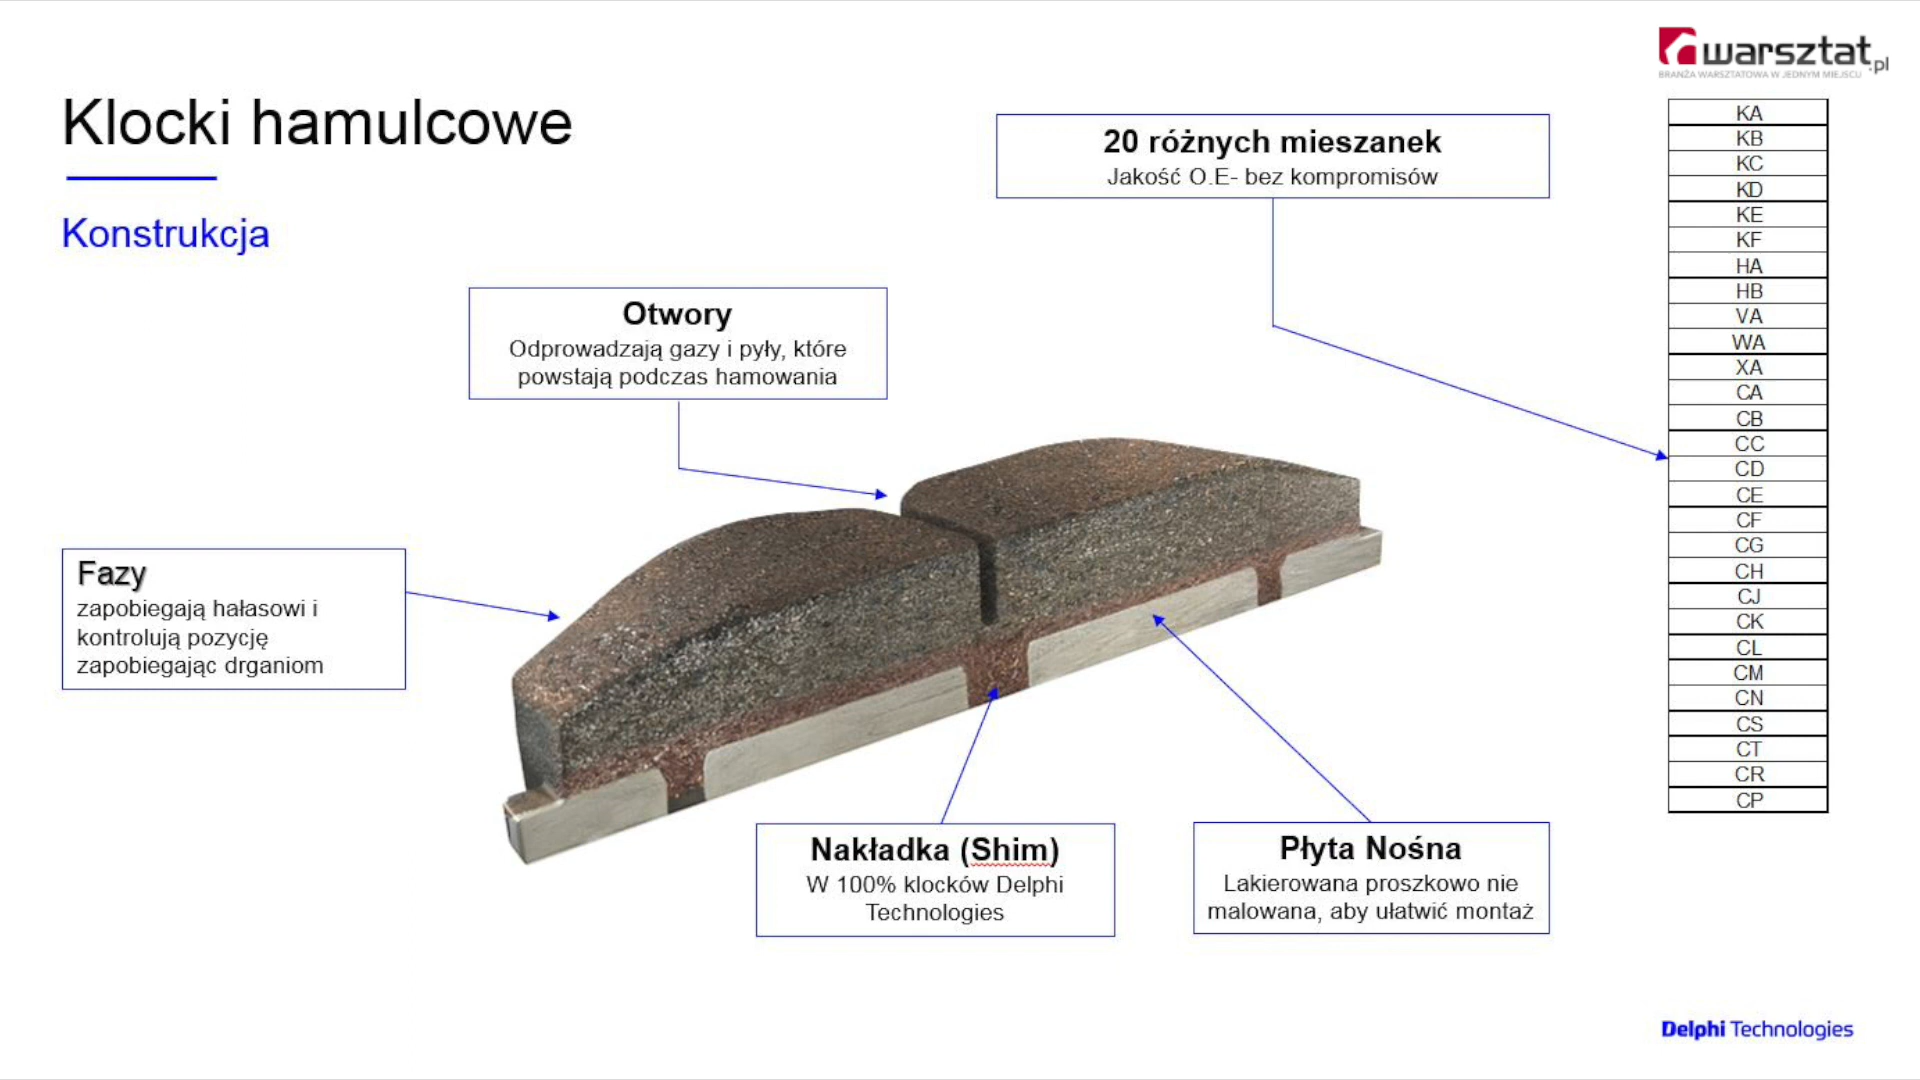 warsztat.pl
BRANŻA WARSZTATOWA W JEDNYM MIEJSCU
Klocki hamulcowe
Konstrukcja
20 różnych mieszanek
Jakość O.E- bez kompromisów
Otwory
Odprowadzają gazy i pyły, które
powstają podczas hamowania
Fazy
zapobiegają hałasowi i
kontrolują pozycję
zapobiegając drganiom
Nakładka (Shim)
W 100% klocków Delphi
Technologies
Płyta Nośna
Lakierowana proszkowo nie
malowana, aby ułatwić montaż
KA
KB
KC
KD
KE
KF
HA
HB
VA
WA
XA
CA
CB
CC
CD
CE
CF
CG
CH
CJ
CK
CL
CM
CN
CS
CT
CR
CP
Delphi Technologies